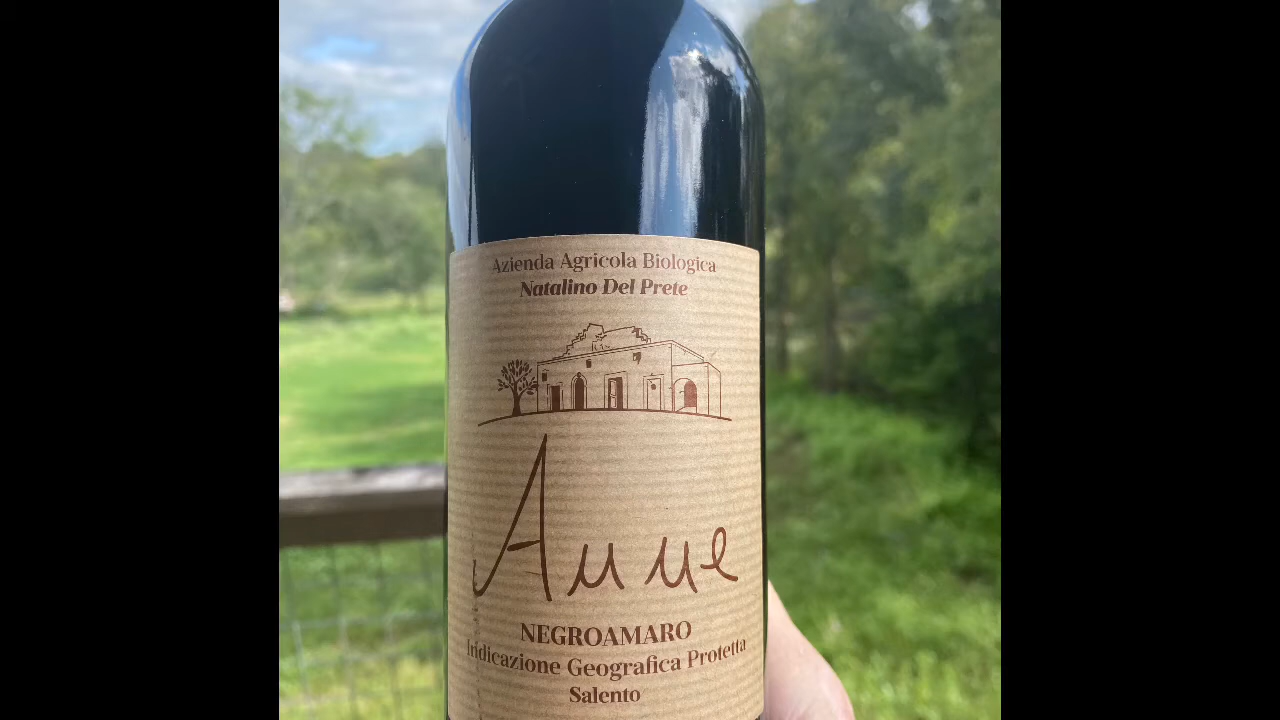 Azienda Agricola Biologica
Natalino Del Prete
Anne
NEGROAMARO
Indicazione Geografica Protetta
Salento